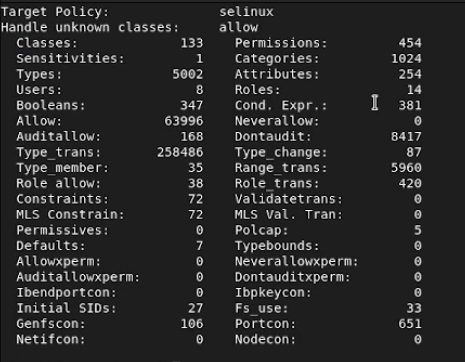 Target Policy: selinux
Handle unknown classes: allow
Classes: 133 Permissions: 454
Sensitivities: 1 Categories: 1024
Types: 5002 Attributes: 254
Users: 8 Roles: 14
Booleans: 347 Cond. Expr.: 381
Allow: 63996 Neverallow: 0
Auditallow: 168 Dontaudit: 8417
Type_trans: 258486 Type_change: 87
Type_member: 35 Range_trans: 5960
Role allow: 38 Role_trans: 420
Constraints: 72 Validatetrans: 0
MLS Constrain: 72 MLS Val. Tran: 0
Permissives: 0 Polcap: 5
Defaults: 7 Typebounds: 0
Allowxperm: 0 Neverallowxperm: 0
Auditallowxperm: 0 Dontauditxperm: 0
Ibendportcon: 0 Ibpkeycon: 0
Initial SIDs: 27 Fs_use: 33
Genfscon: 106 Portcon: 651
Netifcon: 0 Nodecon: 0